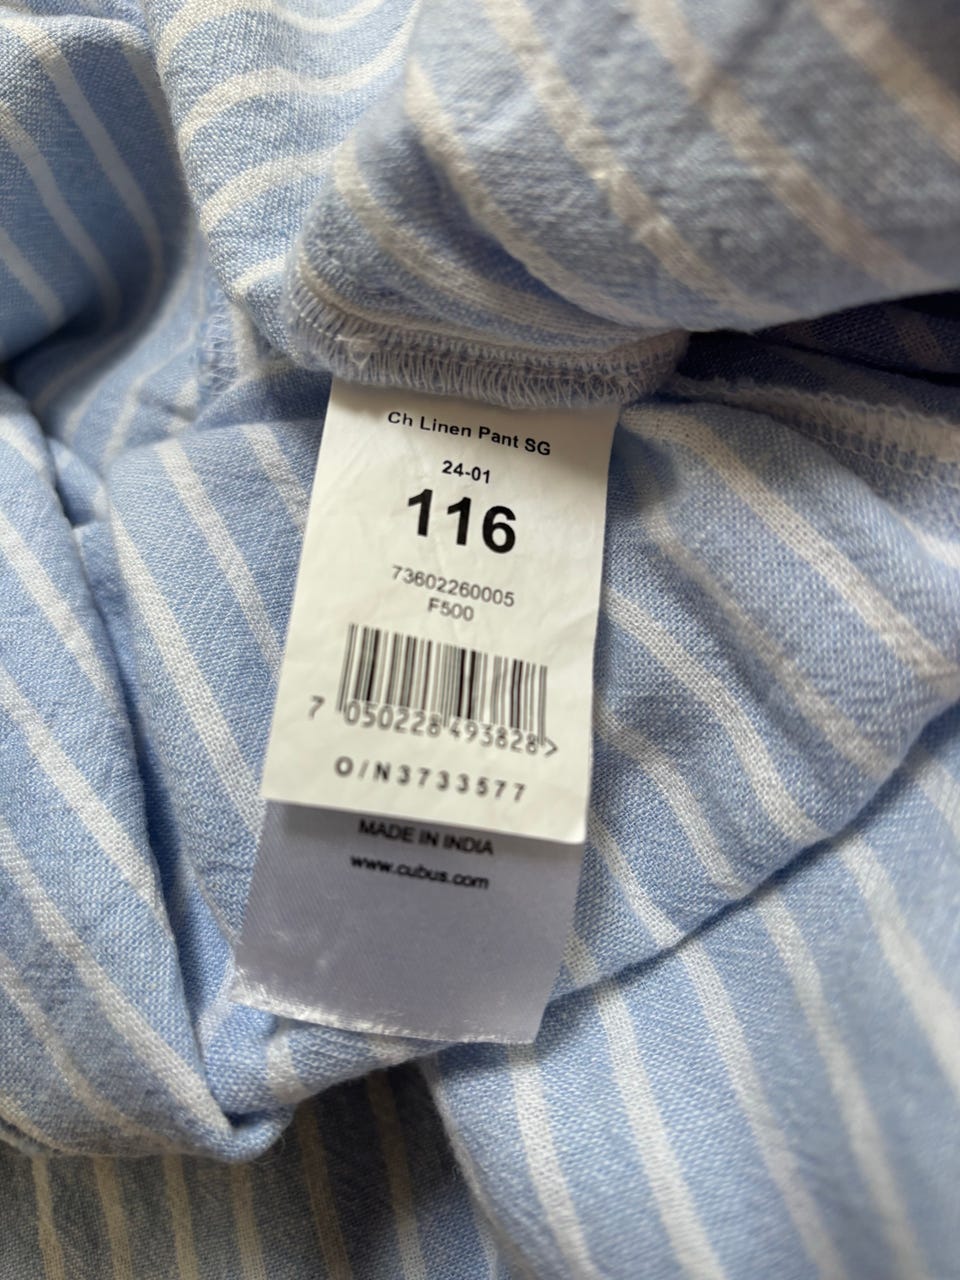 Ch Linen Pant SG
24-01
116
73602260005
F500
7 050228 493828>
O/N3733577
MADE IN INDIA
www.cubus.com